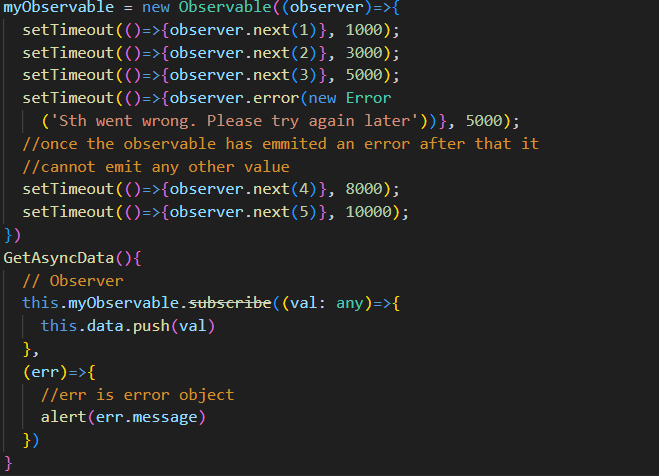 myObservable = new Observable((observer)=>{
  setTimeout(()=>{observer.next(1)}, 1000);
  setTimeout(()=>{observer.next(2)}, 3000);
  setTimeout(()=>{observer.next(3)}, 5000);
  setTimeout(()=>{observer.error(new Error
    ('Sth went wrong. Please try again later'))}, 5000);
  //once the observable has emmited an error after that it
  //cannot emit any other value
  setTimeout(()=>{observer.next(4)}, 8000);
  setTimeout(()=>{observer.next(5)}, 10000);
})
GetAsyncData(){
  // Observer
  this.myObservable.subscribe((val: any)=>{
    this.data.push(val)
  },
  (err)=>{
    //err is error object
    alert(err.message)
  })
}